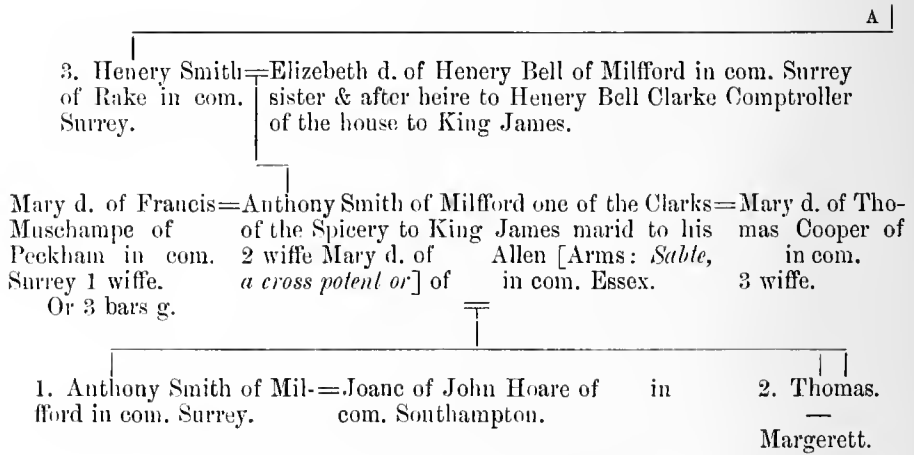 A
3. Henery Smith=Elizebeth d. of Henery Bell of Milfford in com. Surrey
of Rake in com. sister & after heire to Henery Bell Clarke Comptroller
Surrey. of the house to King James.
Mary d. of Francis=Anthony Smith of Milfford one of the Clarks=Mary d. of Tho-
Muschampe of of the Spicery to King James marid to his mas Cooper of
Peckham in com. 2 wiffe Mary d. of Allen [Arms: Sable, in com.
Surrey 1 wiffe. a cross potent or] of in com. Essex. 3 wiffe.
Or 3 bars g.
1. Anthony Smith of Mil-=Joane of John Hoare of in 2. Thomas.
fford in com. Surrey. com. Southampton.
Margerett.